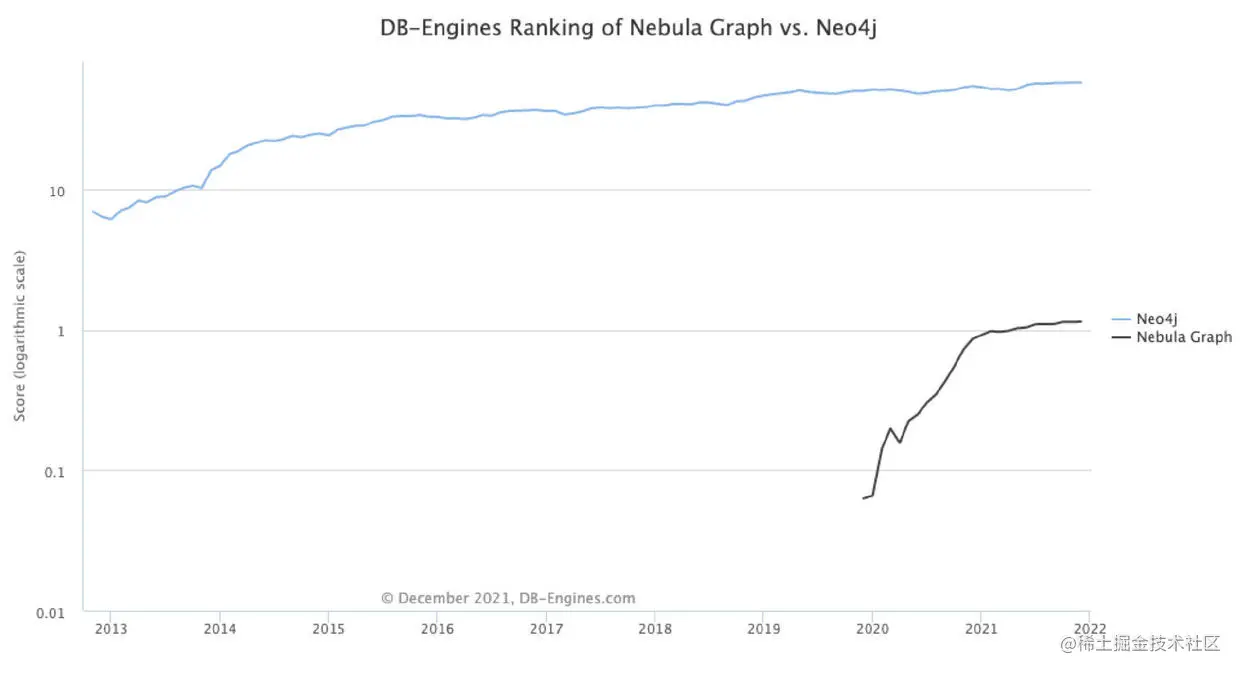 DB-Engines Ranking of Nebula Graph vs. Neo4j
10
1
0.1
0.01
Score (logarithmic scale)
Neo4j
Nebula Graph
© December 2021, DB-Engines.com
2013 2014 2015 2016 2017 2018 2019 2020 2021 2022
@稀土掘金技术社区